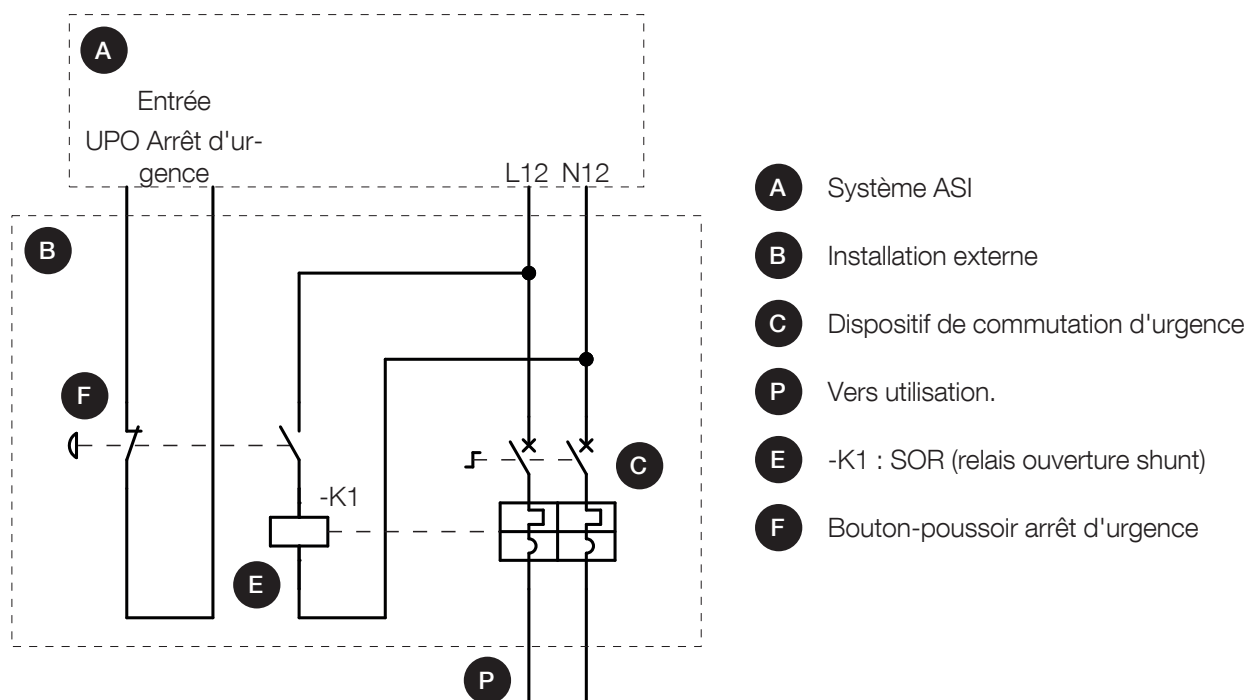 A
Entrée
UPO Arrêt d'ur-
gence
L12 N12
B
F
C
-K1
E
P
A Système ASI
B Installation externe
C Dispositif de commutation d'urgence
P Vers utilisation.
E -K1 : SOR (relais ouverture shunt)
F Bouton-poussoir arrêt d'urgence